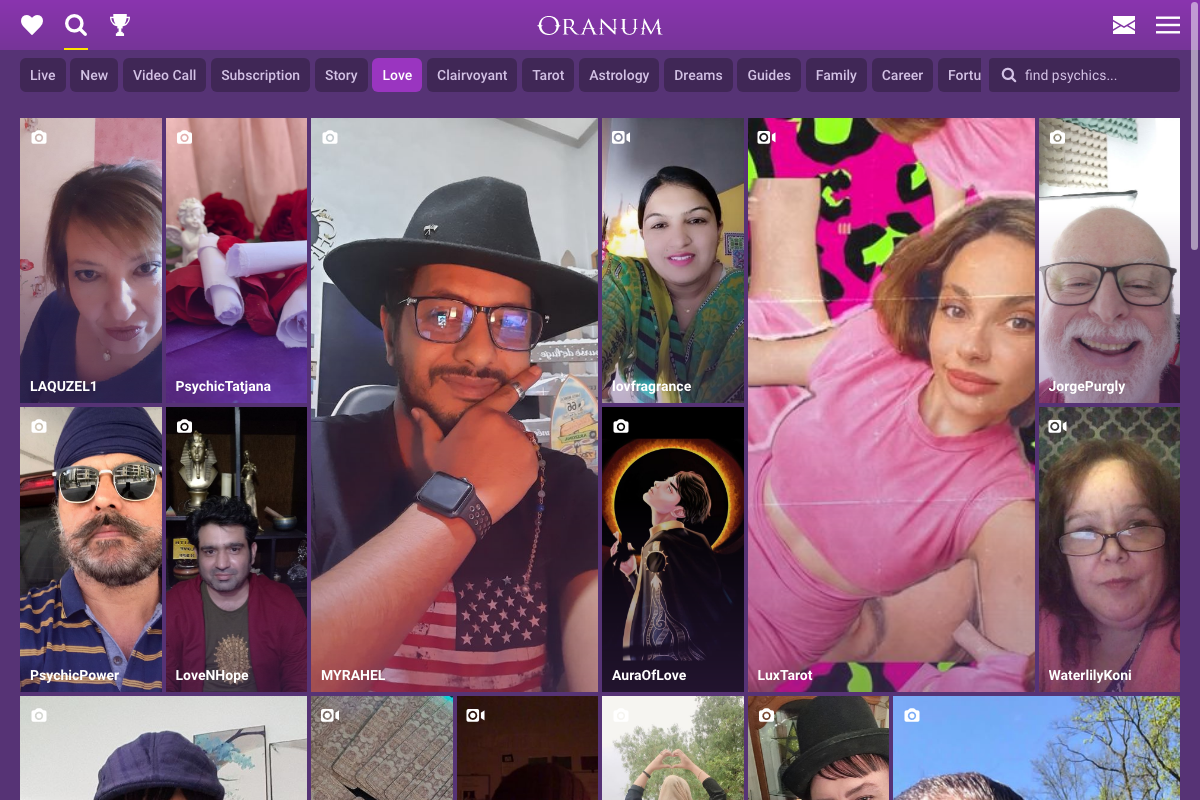 ORANUM
Live
New
Video Call
Subscription
Story
Love
Clairvoyant
Tarot
Astrology
Dreams
Guides
Family
Career
Fortu
find psychics...
LAQUZEL1
PsychicTatjana
MYRAHEL
lovfragrance
LuxTarot
JorgePurgly
PsychicPower
LoveNHope
AuraOfLove
WaterlilyKoni